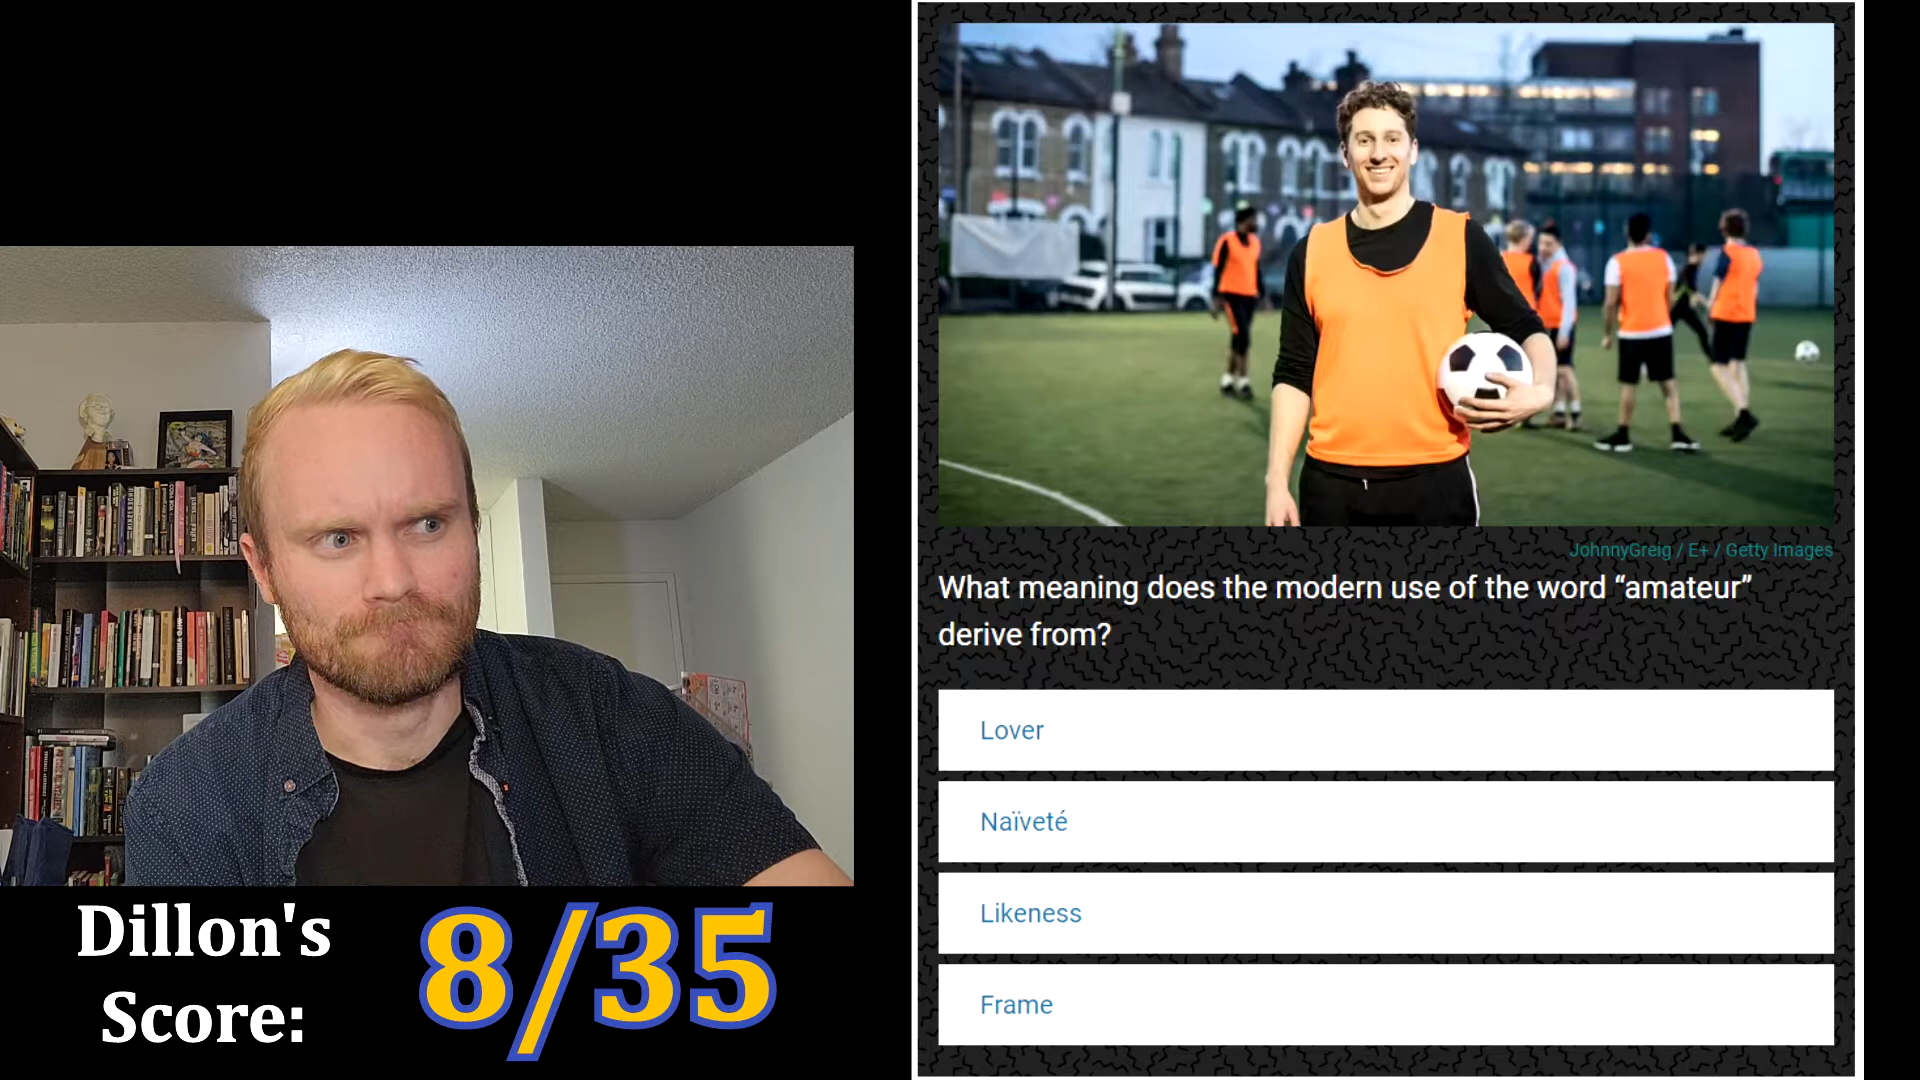 Dillon's
Score:
8/35
JohnnyGreig / E+ / Getty Images
What meaning does the modern use of the word “amateur”
derive from?
Lover
Naïveté
Likeness
Frame